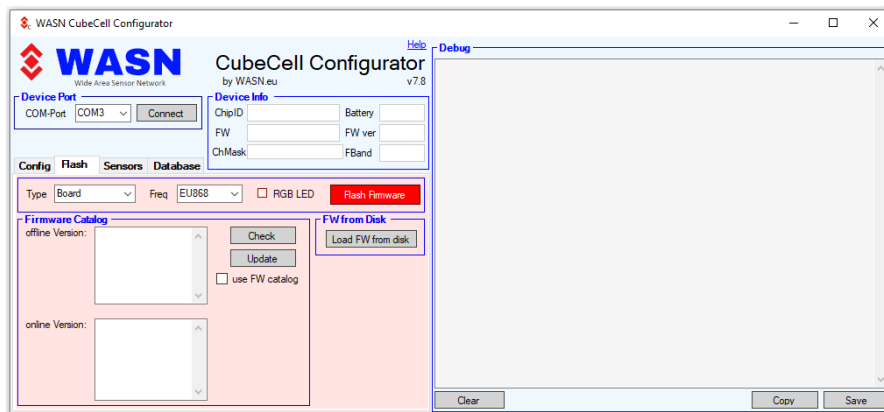 WASN CubeCell Configurator
WASN
Wide Area Sensor Network
CubeCell Configurator
by WASN.eu
v7.8
Help
Device Port
COM-Port COM3 Connect
Device Info
ChipID Battery
FW FW ver
ChMask FBand
Config Flash Sensors Database
Type Board Freq EU868 RGB LED Flash Firmware
Firmware Catalog
offline Version:
Check
Update
use FW catalog
online Version:
FW from Disk
Load FW from disk
Debug
Clear Copy Save